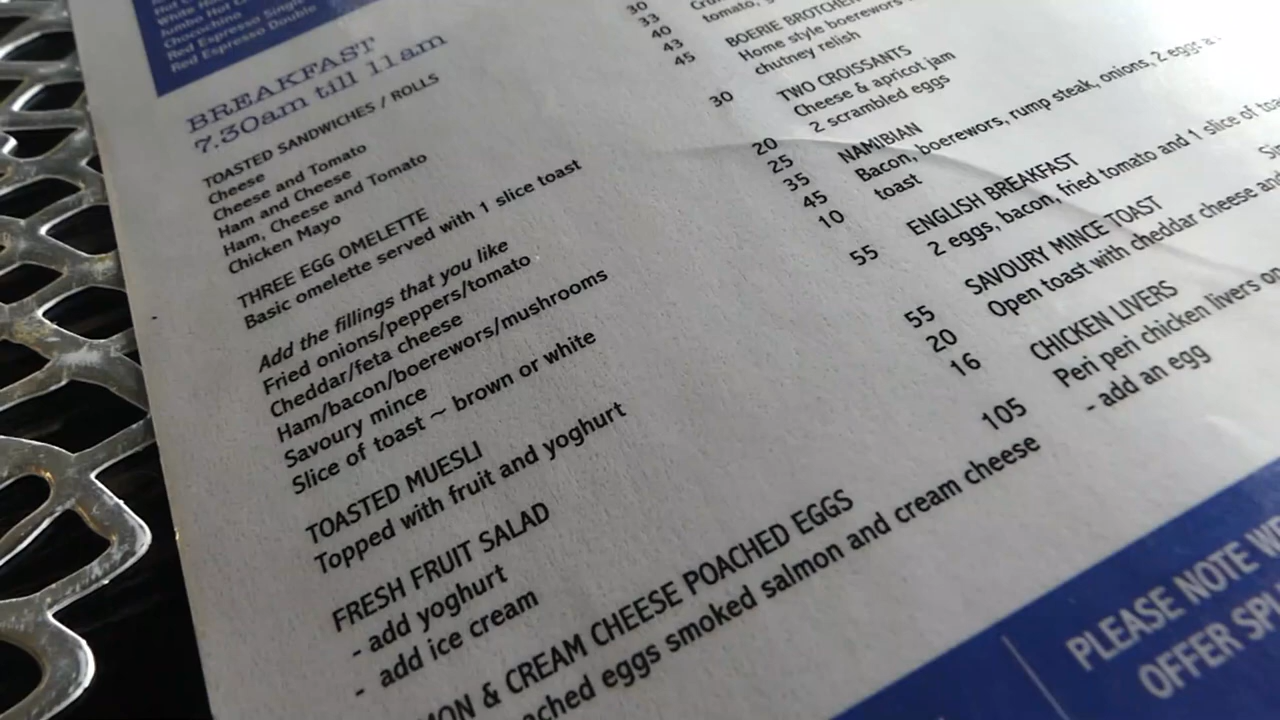 Jumbo Hot
Chocochino
Red Espresso Single
Red Espresso Double
BREAKFAST
7.30am till 11am
TOASTED SANDWICHES / ROLLS
Cheese
Cheese and Tomato 30
Ham and Cheese 33
Ham, Cheese and Tomato 40
Chicken Mayo 43
45
THREE EGG OMELETTE
Basic omelette served with 1 slice toast 30
Add the fillings that you like
Fried onions/peppers/tomato 20
Cheddar/feta cheese 25
Ham/bacon/boerewors/mushrooms 35
Savoury mince 45
Slice of toast ~ brown or white 10
TOASTED MUESLI
Topped with fruit and yoghurt 55
FRESH FRUIT SALAD 55
- add yoghurt 20
- add ice cream 16
& CREAM CHEESE POACHED EGGS 105
eggs smoked salmon and cream cheese
tomato,
BOERIE
Home style boerewors
chutney relish
TWO CROISSANTS
Cheese & apricot jam
2 scrambled eggs
NAMIBIAN
Bacon, boerewors, rump steak, onions, 2 eggs
toast
ENGLISH BREAKFAST
2 eggs, bacon, fried tomato and 1 slice of
SAVOURY MINCE TOAST
Open toast with cheddar cheese and
CHICKEN LIVERS
Peri peri chicken livers
- add an egg
PLEASE NOTE
OFFER